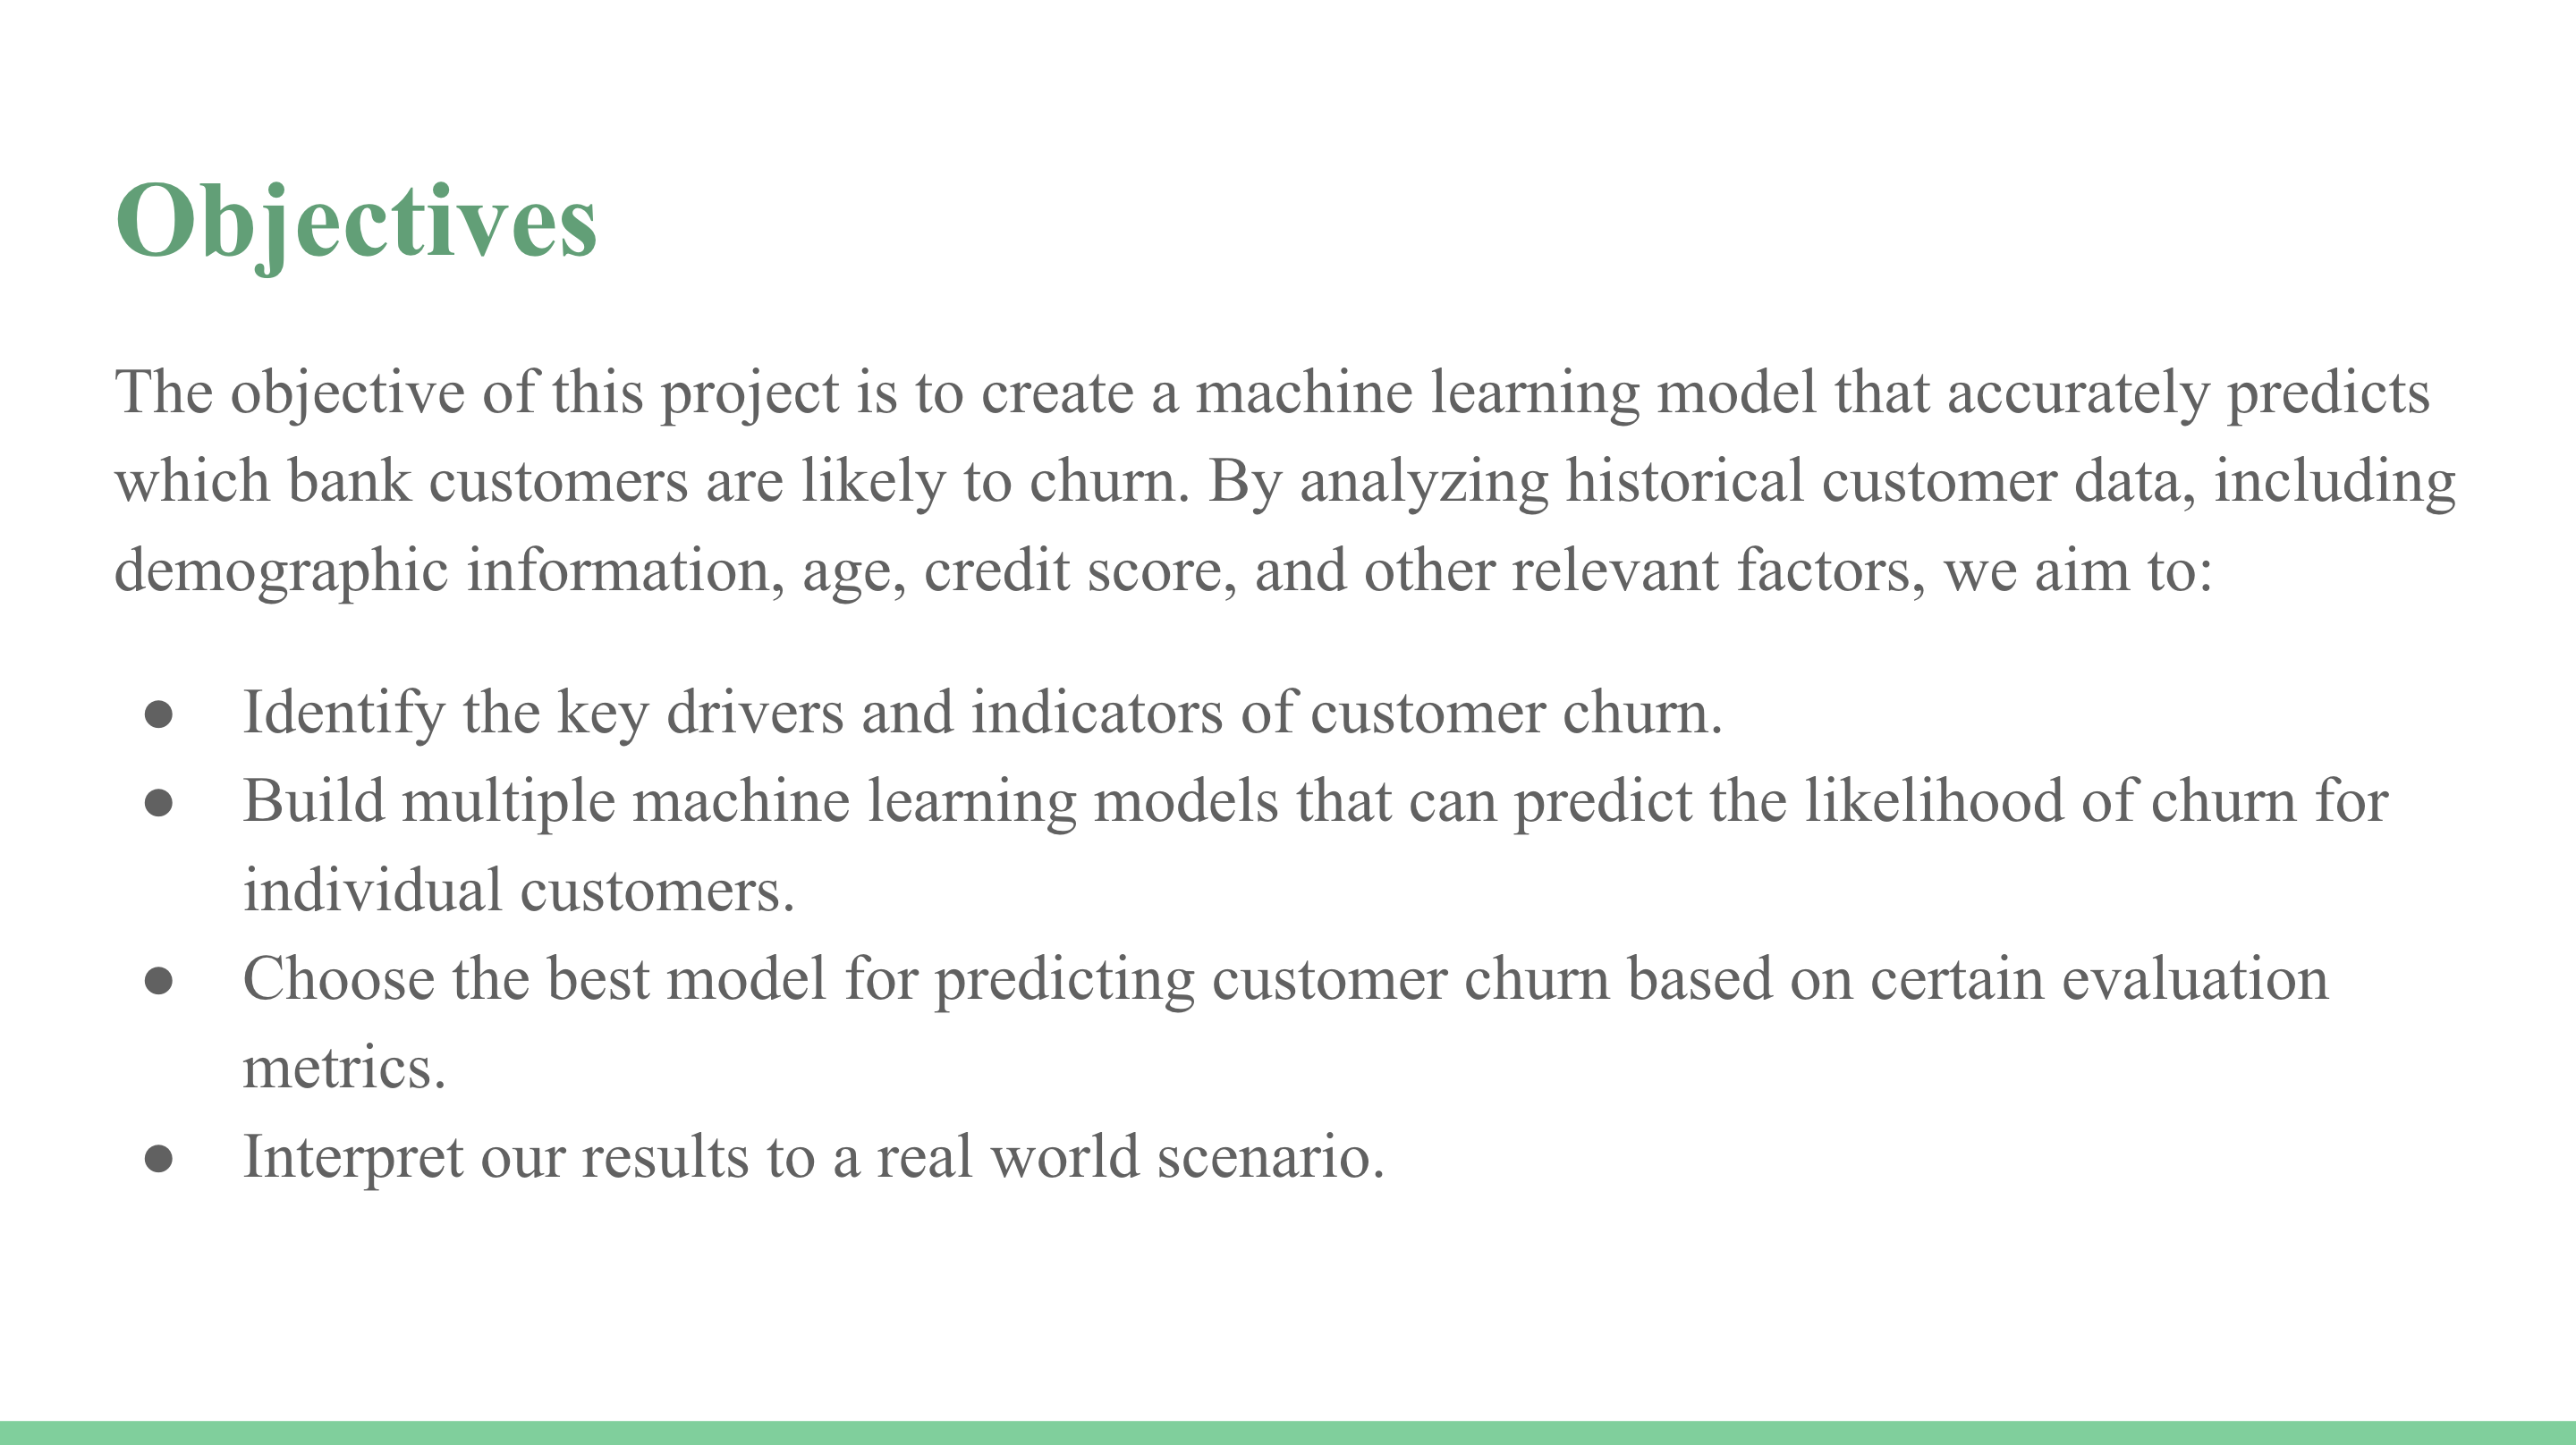 Objectives
The objective of this project is to create a machine learning model that accurately predicts
which bank customers are likely to churn. By analyzing historical customer data, including
demographic information, age, credit score, and other relevant factors, we aim to:
● Identify the key drivers and indicators of customer churn.
● Build multiple machine learning models that can predict the likelihood of churn for
individual customers.
● Choose the best model for predicting customer churn based on certain evaluation
metrics.
● Interpret our results to a real world scenario.